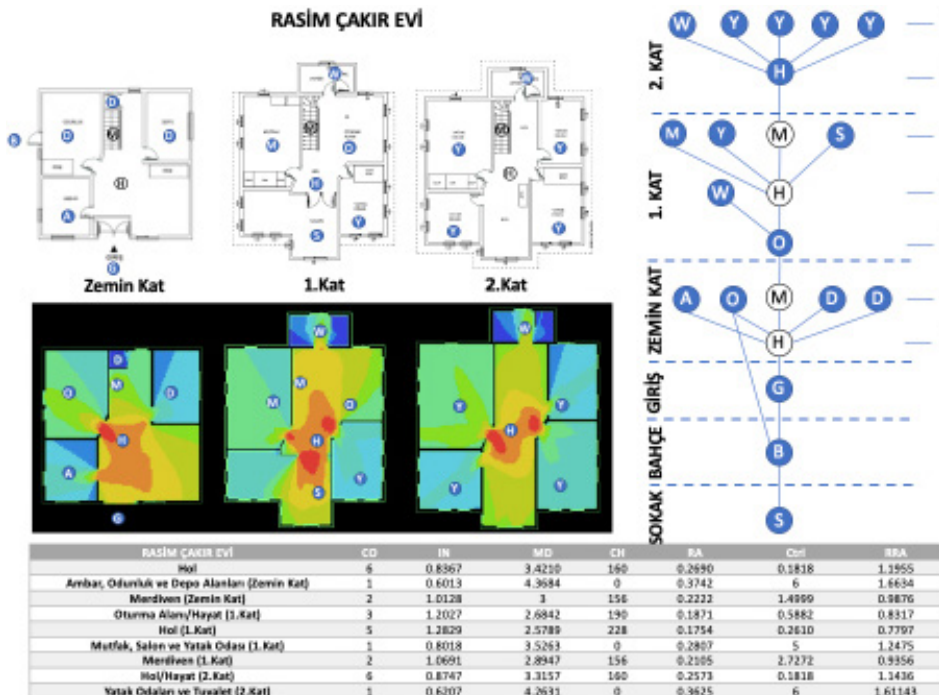 RASİM ÇAKIR EVİ
Zemin Kat
1.Kat
2.Kat
GİRİŞ
W Y Y Y Y
H
2. KAT
M Y M S
W H
O
1. KAT
A O M D D
H
ZEMİN KAT
G
GİRİŞ
B
BAHÇE
S
SOKAK
RASİM ÇAKIR EVİ CO IN MD CH RA Ctrl RRA
Hol 6 0.8367 3.4210 160 0.2690 0.1818 1.1955
Ambar, Odunluk ve Depo Alanları (Zemin Kat) 1 0.6013 4.3684 0 0.3742 6 1.6634
Merdiven (Zemin Kat) 2 1.0128 3 156 0.2222 1.4999 0.9876
Oturma Alanı/Hayat (1.Kat) 3 1.2027 2.6842 190 0.1871 0.5882 0.8317
Hol (1.Kat) 5 1.2829 2.5789 228 0.1754 0.2610 0.7797
Mutfak, Salon ve Yatak Odası (1.Kat) 1 0.8018 3.5263 0 0.2807 5 1.2475
Merdiven (1.Kat) 2 1.0691 2.8947 156 0.2105 2.7272 0.9356
Hol/Hayat (2.Kat) 6 0.8747 3.3157 160 0.2573 0.1818 1.1436
Yatak Odaları ve Tuvalet (2.Kat) 1 0.6207 4.2631 0 0.3625 5 1.61143